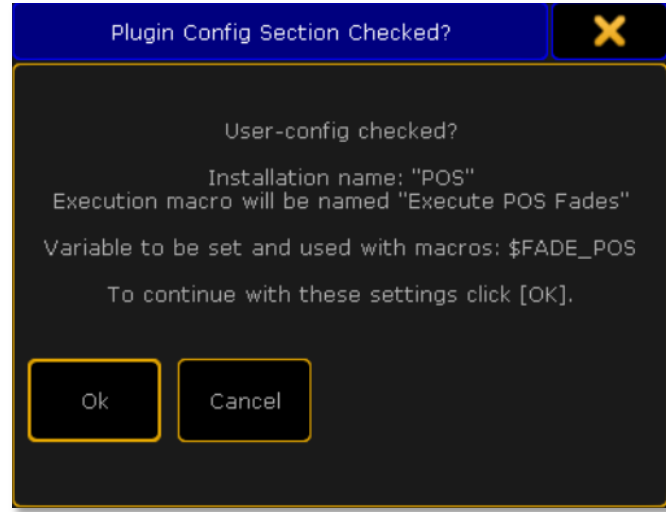 Plugin Config Section Checked?
User-config checked?
Installation name: "POS"
Execution macro will be named "Execute POS Fades"
Variable to be set and used with macros: $FADE_POS
To continue with these settings click [OK].
Ok
Cancel